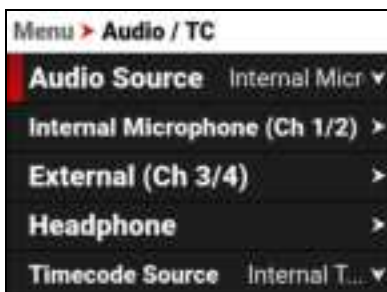 Menu > Audio / TC
Audio Source Internal Micr ▾
Internal Microphone (Ch 1/2) >
External (Ch 3/4) >
Headphone >
Timecode Source Internal T... ▾